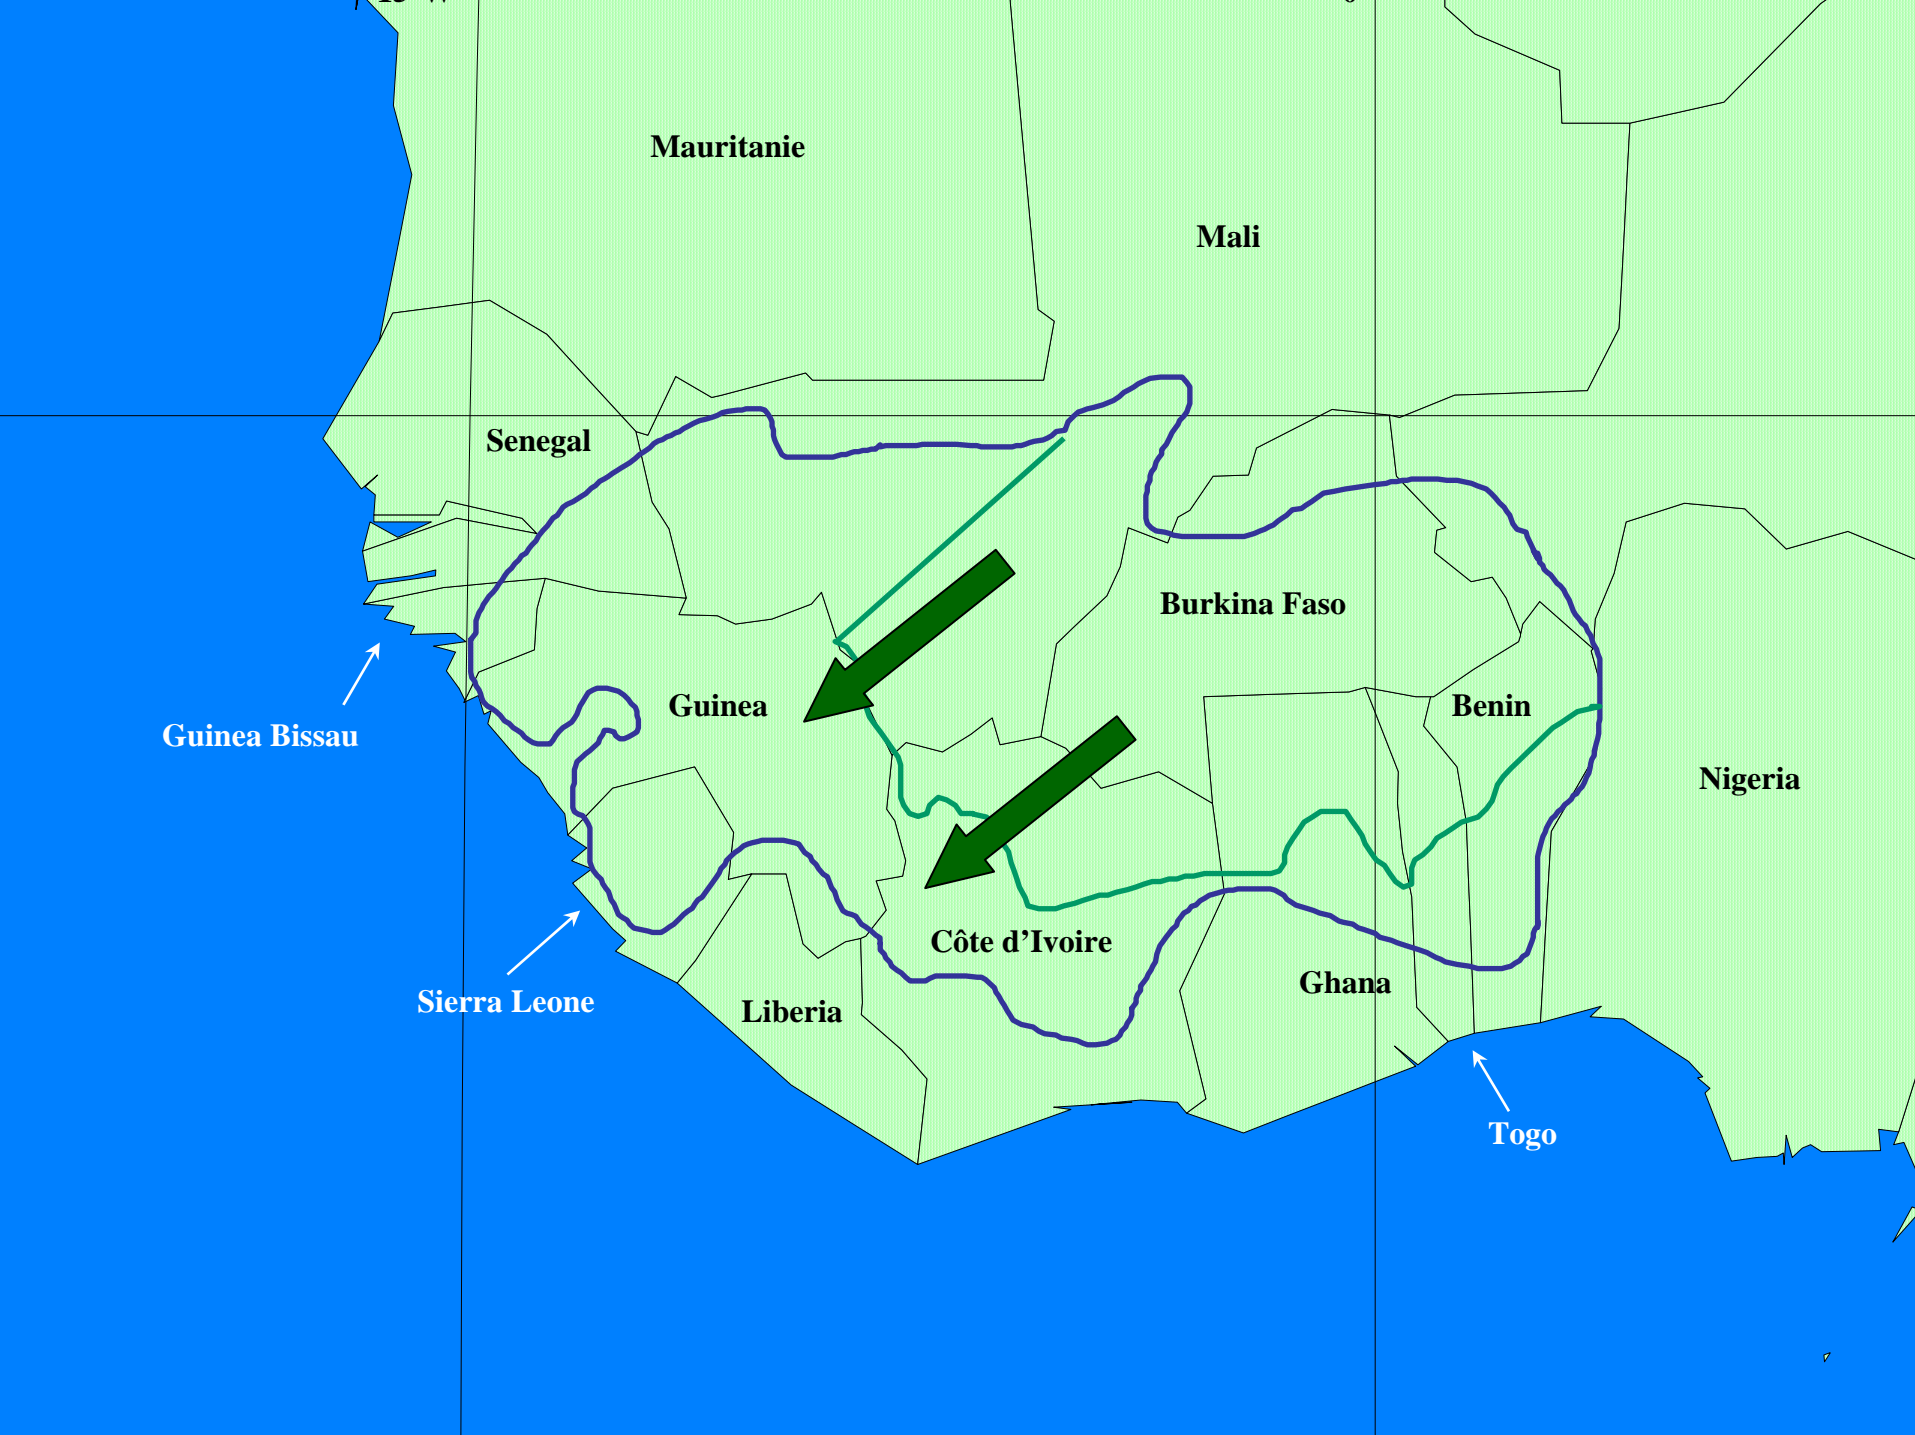 Mauritanie
Mali
Senegal
Burkina Faso
Guinea
Benin
Guinea Bissau
Nigeria
Côte d’Ivoire
Ghana
Sierra Leone
Liberia
Togo